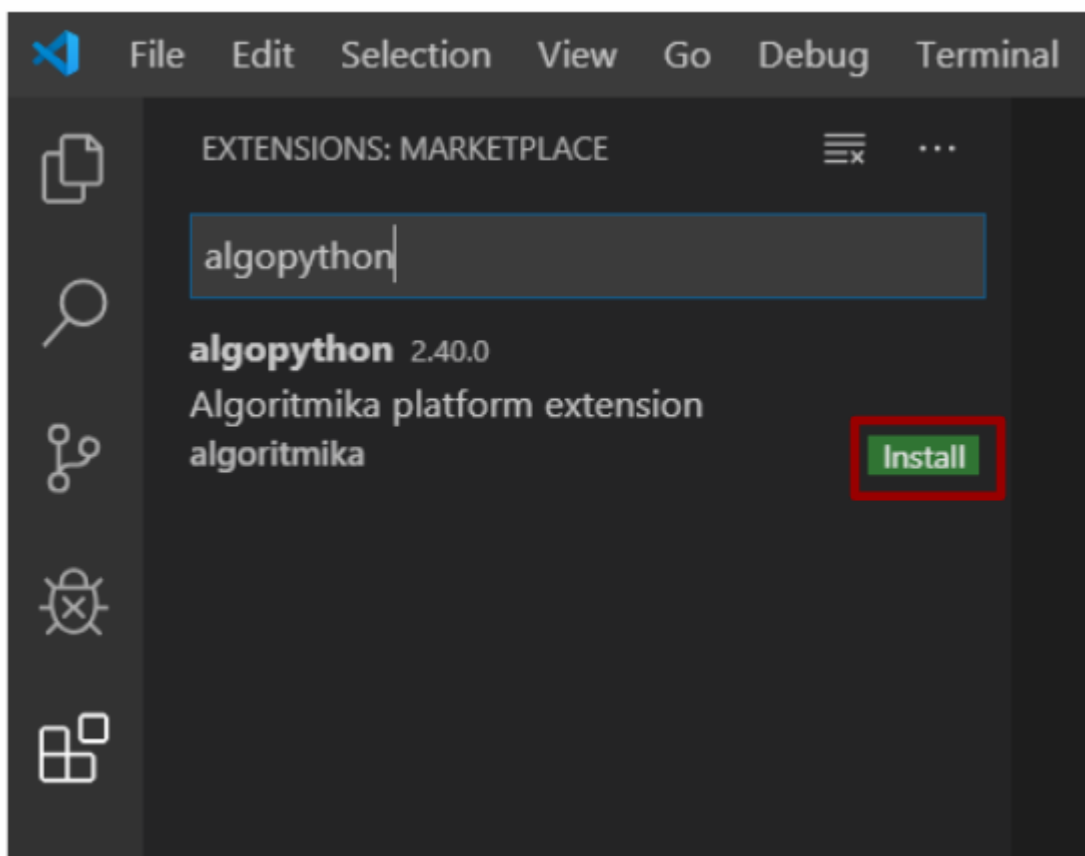 File Edit Selection View Go Debug Terminal
EXTENSIONS: MARKETPLACE
algopython
algopython 2.40.0
Algoritmika platform extension
algoritmika Install